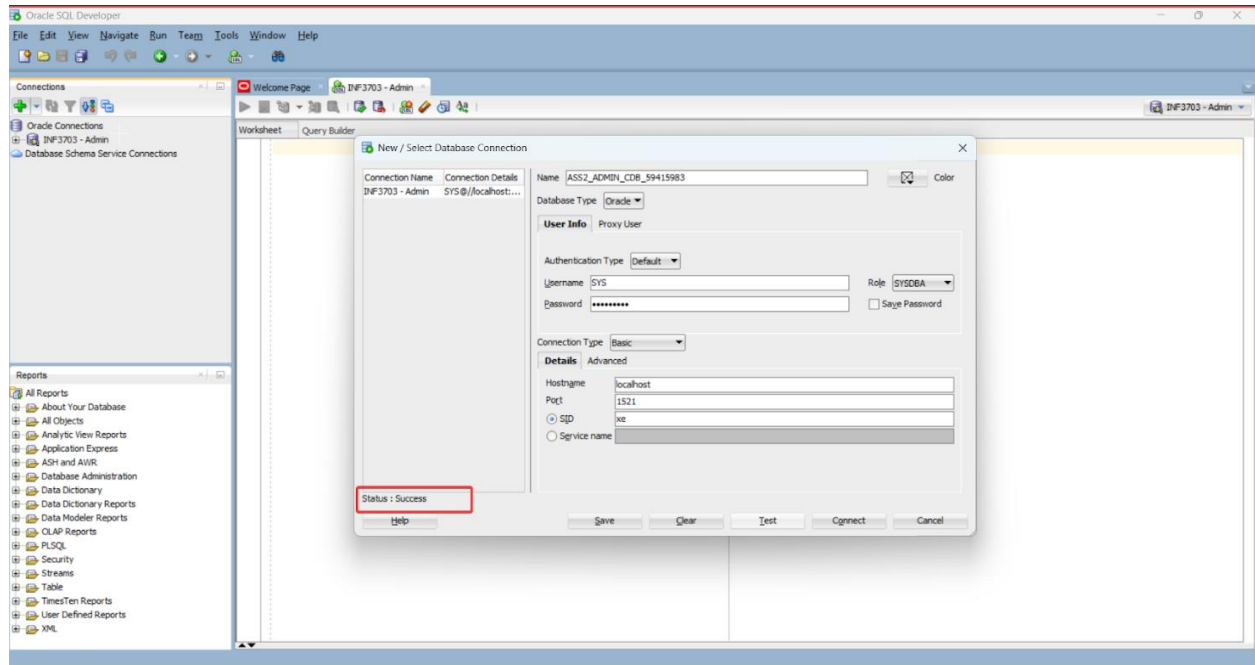 Oracle SQL Developer
File Edit View Navigate Run Team Tools Window Help
Connections
Oracle Connections
INF3703 - Admin
Database Schema Service Connections
Welcome Page
INF3703 - Admin
INF3703 - Admin
Worksheet Query Builder
New / Select Database Connection
Connection Name Connection Details
INF3703 - Admin SYS@//localhost:...
Name ASS2_ADMIN_CDB_59415983 Color
Database Type Oracle
User Info Proxy User
Authentication Type Default
Username SYS Role SYSDBA
Password ••••••••• Save Password
Connection Type Basic
Details Advanced
Hostname localhost
Port 1521
SID xe
Service name
Status : Success
Help Save Clear Test Connect Cancel
Reports
All Reports
About Your Database
All Objects
Analytic View Reports
Application Express
ASH and AWR
Database Administration
Data Dictionary
Data Dictionary Reports
Data Modeler Reports
OLAP Reports
PLSQL
Security
Streams
Table
TimesTen Reports
User Defined Reports
XML